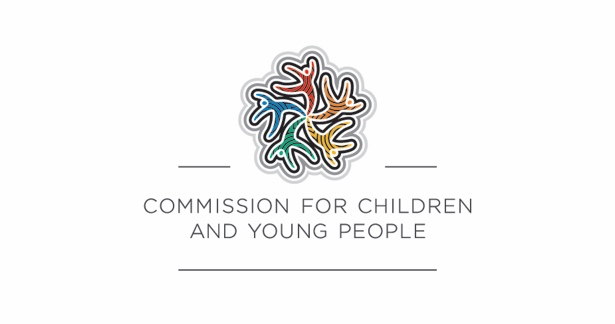 COMMISSION FOR CHILDREN
AND YOUNG PEOPLE